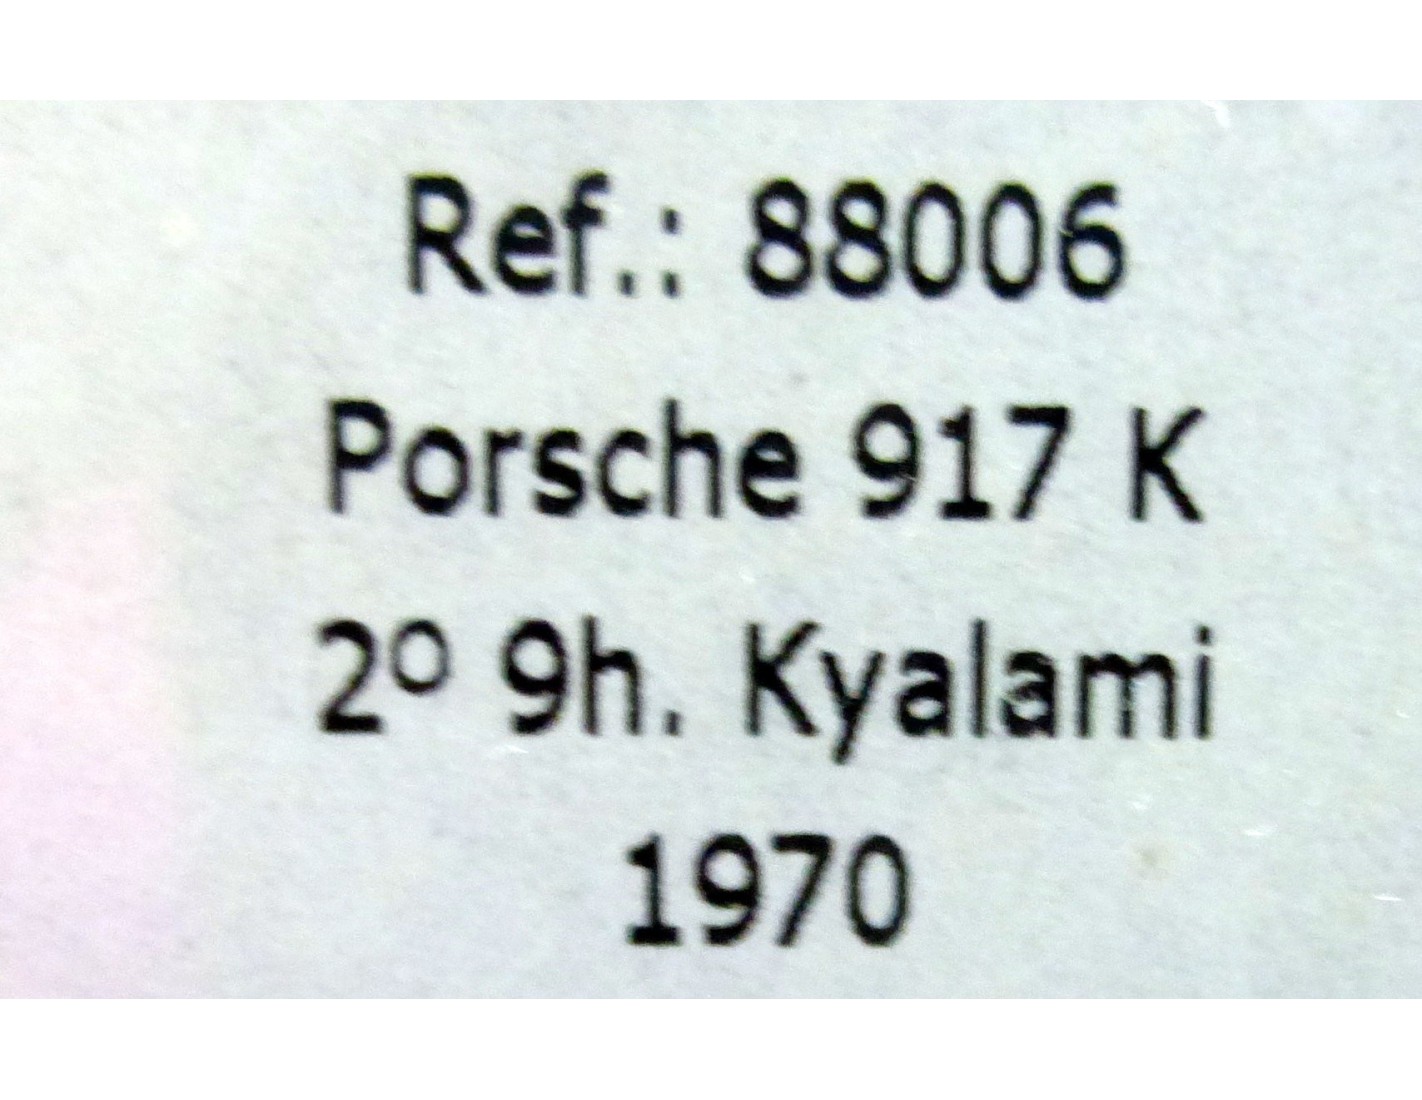 Ref.: 88006
Porsche 917 K
2º 9h. Kyalami
1970